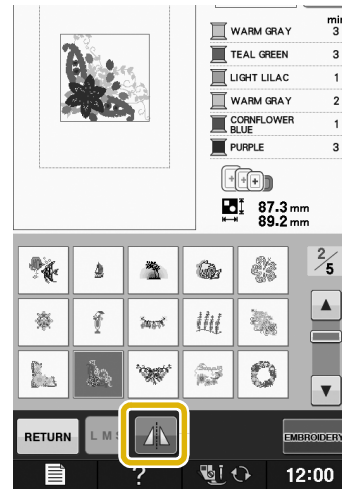 min
WARM GRAY 3
TEAL GREEN 3
LIGHT LILAC 1
WARM GRAY 2
CORNFLOWER
BLUE 1
PURPLE 3
87.3 mm
89.2 mm
2/5
RETURN L M S EMBROIDERY
? 12:00